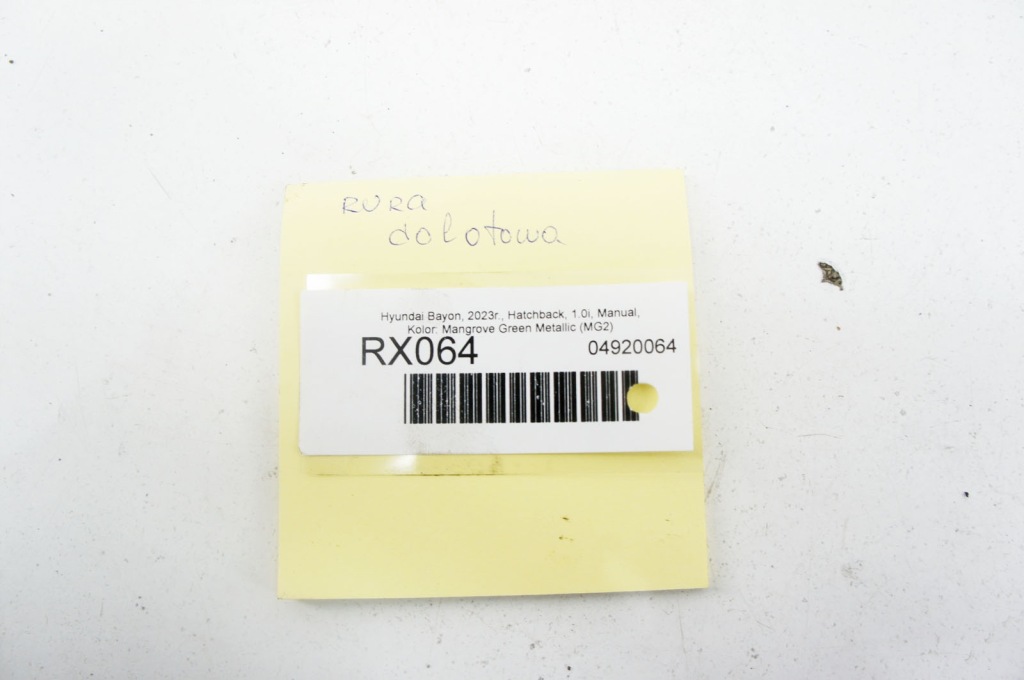 RURA
dolotowa
Hyundai Bayon, 2023r., Hatchback, 1.0i, Manual,
Kolor: Mangrove Green Metallic (MG2)
RX064 04920064